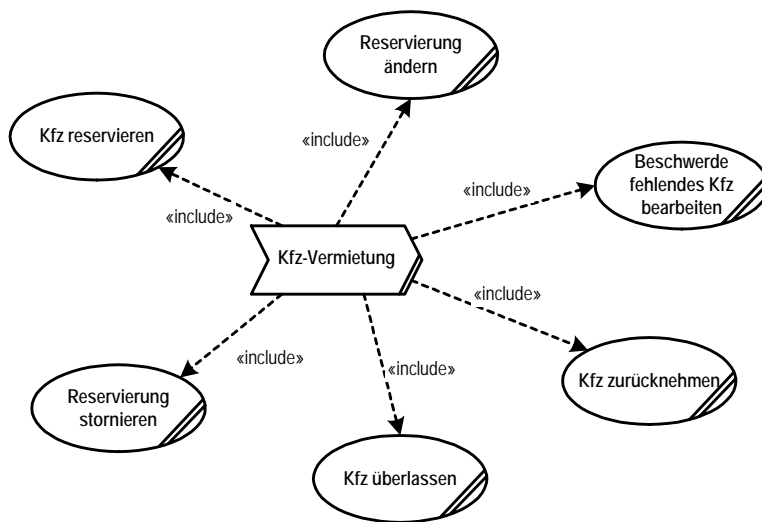 Reservierung
ändern
«include»
Kfz reservieren
«include»
Beschwerde
fehlendes Kfz
bearbeiten
«include»
Kfz-Vermietung
«include»
Kfz zurücknehmen
«include»
Reservierung
stornieren
«include»
Kfz überlassen